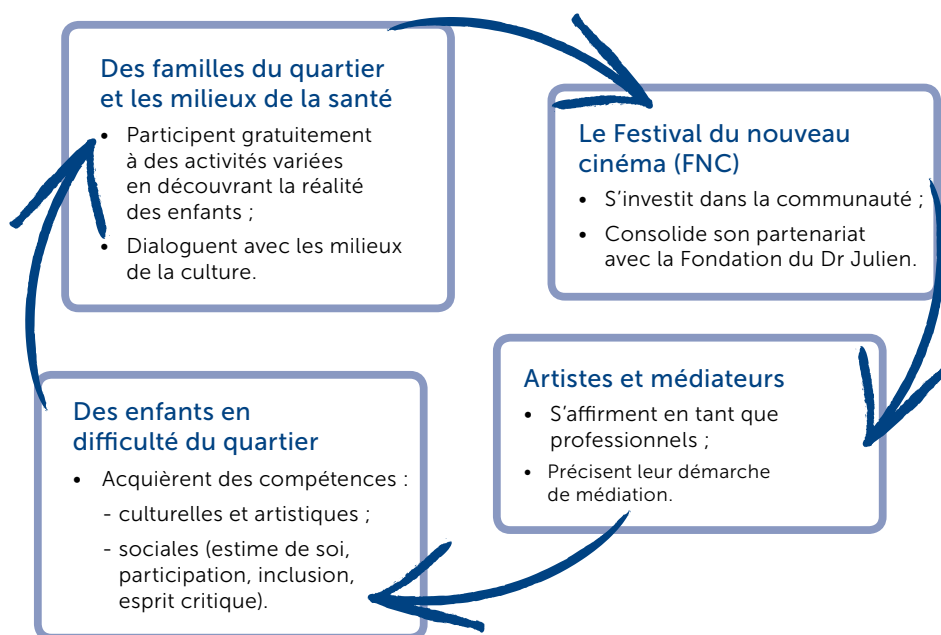 Des familles du quartier
et les milieux de la santé
• Participent gratuitement
à des activités variées
en découvrant la réalité
des enfants ;
• Dialoguent avec les milieux
de la culture.
Le Festival du nouveau
cinéma (FNC)
• S’investit dans la communauté ;
• Consolide son partenariat
avec la Fondation du Dr Julien.
Artistes et médiateurs
• S’affirment en tant que
professionnels ;
• Précisent leur démarche
de médiation.
Des enfants en
difficulté du quartier
• Acquièrent des compétences :
- culturelles et artistiques ;
- sociales (estime de soi,
participation, inclusion,
esprit critique).